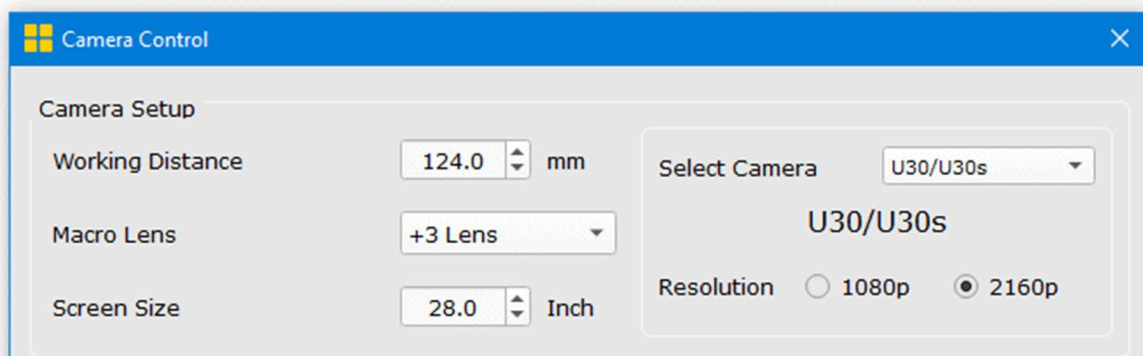 Camera Control
Camera Setup
Working Distance 124.0 mm
Macro Lens +3 Lens
Screen Size 28.0 Inch
Select Camera U30/U30s
U30/U30s
Resolution 1080p 2160p